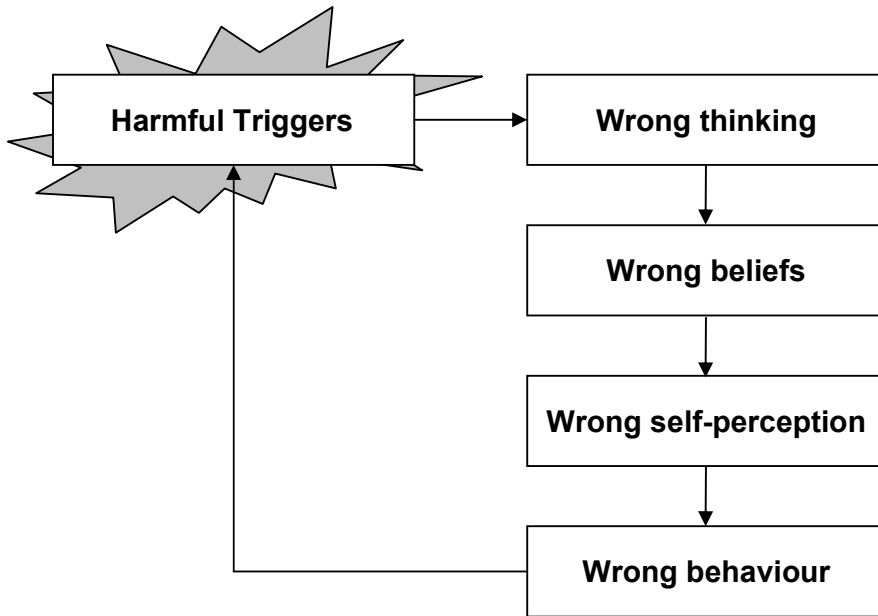 Harmful Triggers
Wrong thinking
Wrong beliefs
Wrong self-perception
Wrong behaviour